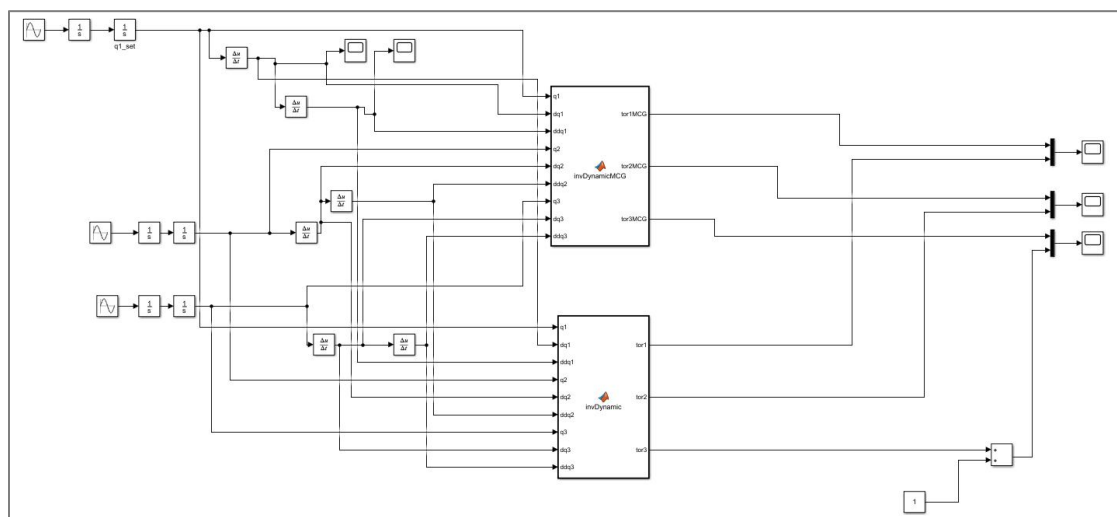 1
s
1
s
q1_set
Δu
Δt
Δu
Δt
q1
dq1
ddq1
q2
dq2
ddq2
q3
dq3
ddq3
invDynamicMCG
tor1MCG
tor2MCG
tor3MCG
Δu
Δt
1
s
1
s
Δu
Δt
1
s
1
s
Δu
Δt
Δu
Δt
q1
dq1
ddq1
q2
dq2
ddq2
q3
dq3
ddq3
invDynamic
tor1
tor2
tor3
1